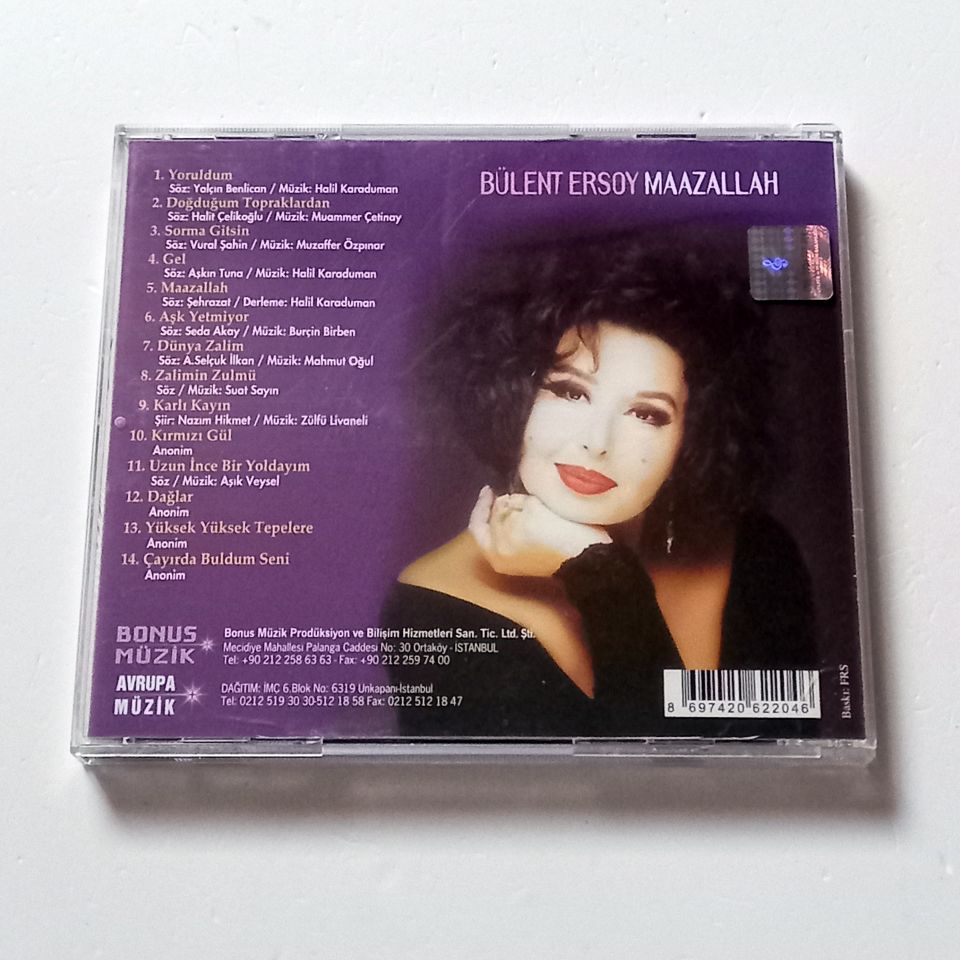 BÜLENT ERSOY MAAZALLAH
1. Yoruldum
Söz: Yalçın Benlican / Müzik: Halil Karaduman
2. Doğduğum Topraklardan
Söz: Halit Çelikoğlu / Müzik: Muammer Çetinay
3. Sorma Gitsin
Söz: Vural Şahin / Müzik: Muzaffer Özpınar
4. Gel
Söz: Aşkın Tuna / Müzik: Halil Karaduman
5. Maazallah
Söz: Şehrazat / Derleme: Halil Karaduman
6. Aşk Yetmiyor
Söz: Seda Akay / Müzik: Burçin Birben
7. Dünya Zalim
Söz: A.Selçuk İlkan / Müzik: Mahmut Oğul
8. Zalimin Zulmü
Söz / Müzik: Suat Sayın
9. Karlı Kayın
Şiir: Nazım Hikmet / Müzik: Zülfü Livaneli
10. Kırmızı Gül
Anonim
11. Uzun İnce Bir Yoldayım
Söz / Müzik: Aşık Veysel
12. Dağlar
Anonim
13. Yüksek Yüksek Tepelere
Anonim
14. Çayırda Buldum Seni
Anonim
BONUS
MÜZİK
Bonus Müzik Prodüksiyon ve Bilişim Hizmetleri San. Tic. Ltd. Şti.
Mecidiye Mahallesi Palanga Caddesi No: 30 Ortaköy - İSTANBUL
Tel: +90 212 258 63 63 - Fax: +90 212 259 74 00
AVRUPA
MÜZİK
DAĞITIM: İMÇ 6.Blok No: 6319 Unkapanı-İstanbul
Tel: 0212 519 30 30-512 18 58 Fax: 0212 512 18 47
8 697420 622046
Baskı: FRS